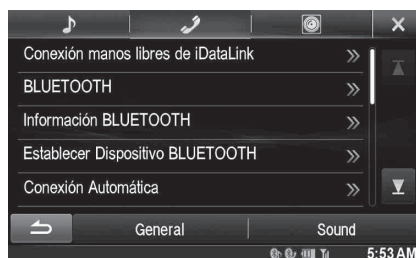 Conexión manos libres de iDataLink
BLUETOOTH
Información BLUETOOTH
Establecer Dispositivo BLUETOOTH
Conexión Automática
General Sound
5:53 AM